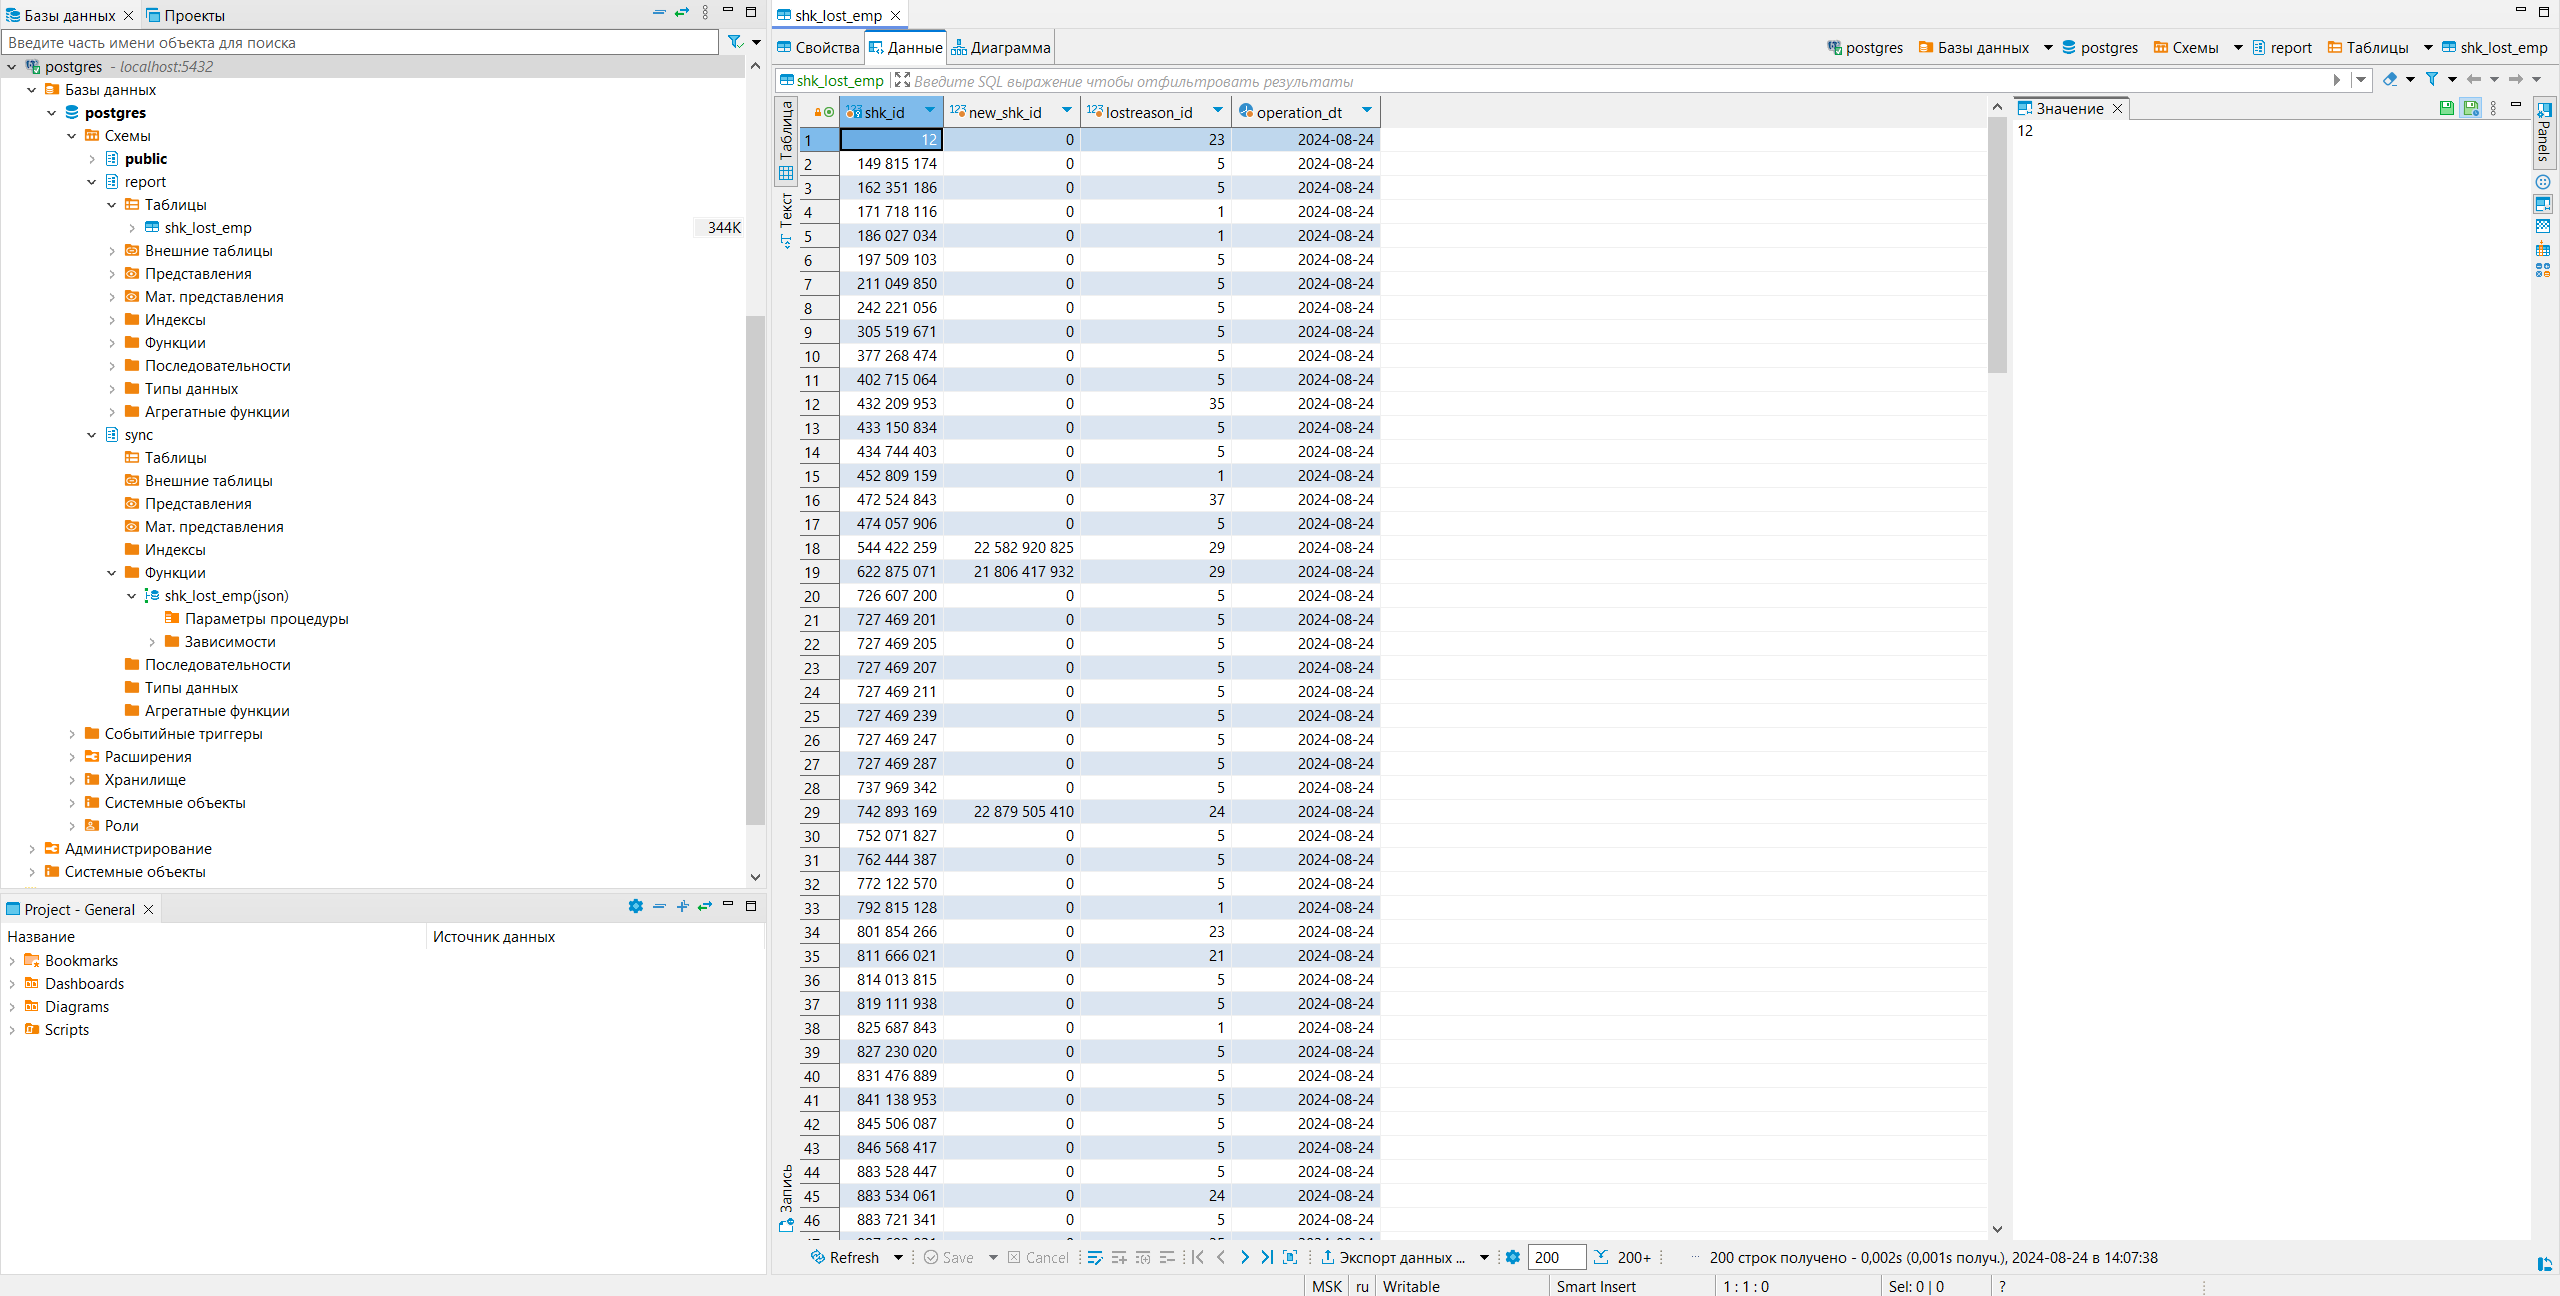 Базы данных
Проекты
Введите часть имени объекта для поиска
postgres - localhost:5432
Базы данных
postgres
Схемы
public
report
Таблицы
shk_lost_emp 344K
Внешние таблицы
Представления
Мат. представления
Индексы
Функции
Последовательности
Типы данных
Агрегатные функции
sync
Таблицы
Внешние таблицы
Представления
Мат. представления
Индексы
Функции
shk_lost_emp(json)
Параметры процедуры
Зависимости
Последовательности
Типы данных
Агрегатные функции
Событийные триггеры
Расширения
Хранилище
Системные объекты
Роли
Администрирование
Системные объекты
Project - General
Название Источник данных
Bookmarks
Dashboards
Diagrams
Scripts
shk_lost_emp
Свойства Данные Диаграмма
postgres Базы данных postgres Схемы report Таблицы shk_lost_emp
shk_lost_emp Введите SQL выражение чтобы отфильтровать результаты
Таблица
Текст
Запись
123 shk_id 123 new_shk_id 123 lostreason_id operation_dt
1 12 0 23 2024-08-24
2 149 815 174 0 5 2024-08-24
3 162 351 186 0 5 2024-08-24
4 171 718 116 0 1 2024-08-24
5 186 027 034 0 1 2024-08-24
6 197 509 103 0 5 2024-08-24
7 211 049 850 0 5 2024-08-24
8 242 221 056 0 5 2024-08-24
9 305 519 671 0 5 2024-08-24
10 377 268 474 0 5 2024-08-24
11 402 715 064 0 5 2024-08-24
12 432 209 953 0 35 2024-08-24
13 433 150 834 0 5 2024-08-24
14 434 744 403 0 5 2024-08-24
15 452 809 159 0 1 2024-08-24
16 472 524 843 0 37 2024-08-24
17 474 057 906 0 5 2024-08-24
18 544 422 259 22 582 920 825 29 2024-08-24
19 622 875 071 21 806 417 932 29 2024-08-24
20 726 607 200 0 5 2024-08-24
21 727 469 201 0 5 2024-08-24
22 727 469 205 0 5 2024-08-24
23 727 469 207 0 5 2024-08-24
24 727 469 211 0 5 2024-08-24
25 727 469 239 0 5 2024-08-24
26 727 469 247 0 5 2024-08-24
27 727 469 287 0 5 2024-08-24
28 737 969 342 0 5 2024-08-24
29 742 893 169 22 879 505 410 24 2024-08-24
30 752 071 827 0 5 2024-08-24
31 762 444 387 0 5 2024-08-24
32 772 122 570 0 5 2024-08-24
33 792 815 128 0 1 2024-08-24
34 801 854 266 0 23 2024-08-24
35 811 666 021 0 21 2024-08-24
36 814 013 815 0 5 2024-08-24
37 819 111 938 0 5 2024-08-24
38 825 687 843 0 1 2024-08-24
39 827 230 020 0 5 2024-08-24
40 831 476 889 0 5 2024-08-24
41 841 138 953 0 5 2024-08-24
42 845 506 087 0 5 2024-08-24
43 846 568 417 0 5 2024-08-24
44 883 528 447 0 5 2024-08-24
45 883 534 061 0 24 2024-08-24
46 883 721 341 0 5 2024-08-24
Значение
12
Panels
Refresh Save Cancel Экспорт данных ... 200 200+ 200 строк получено - 0,002s (0,001s получ.), 2024-08-24 в 14:07:38
MSK ru Writable Smart Insert 1 : 1 : 0 Sel: 0 | 0 ?